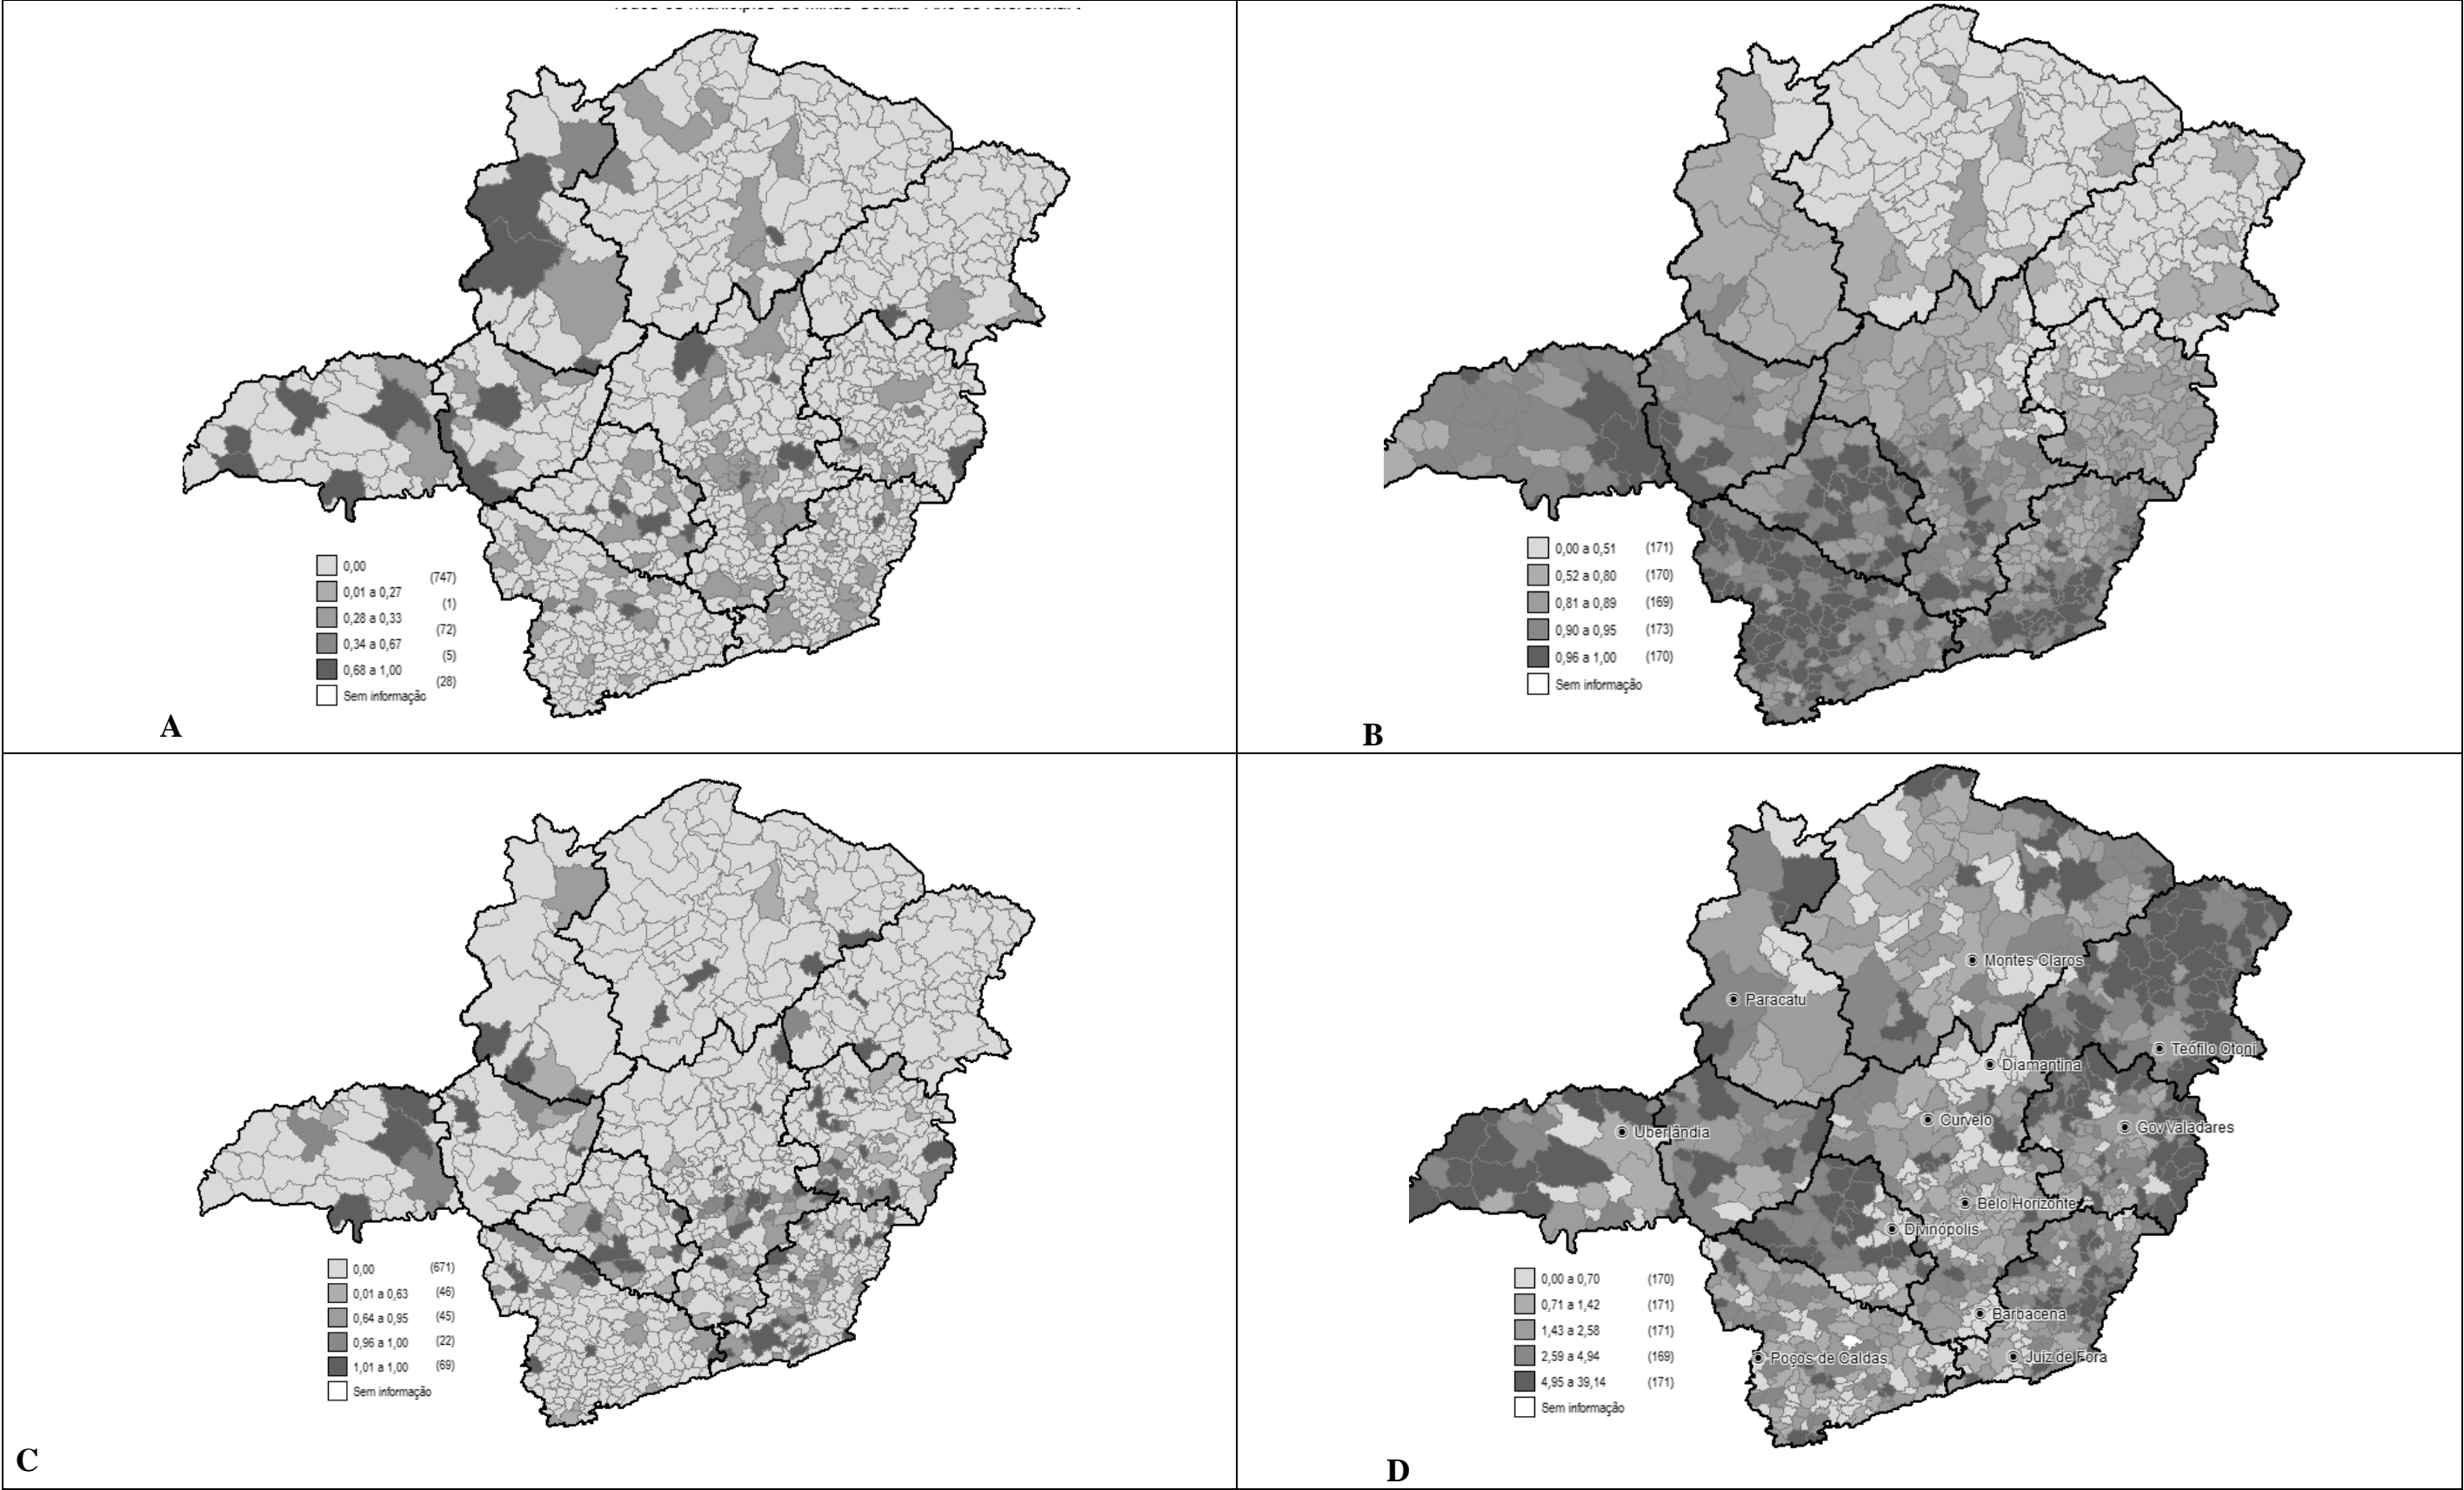 0,00
(747)
0,01 a 0,27
(1)
0,28 a 0,33
(72)
0,34 a 0,67
(5)
0,68 a 1,00
(28)
Sem informação
A
0,00 a 0,51 (171)
0,52 a 0,80 (170)
0,81 a 0,89 (169)
0,90 a 0,95 (173)
0,96 a 1,00 (170)
Sem informação
B
0,00 (671)
0,01 a 0,63 (46)
0,64 a 0,95 (45)
0,96 a 1,00 (22)
1,01 a 1,00 (69)
Sem informação
C
Montes Claros
Paracatu
Teófilo Otoni
Diamantina
Curvelo
Gov Valadares
Uberlândia
Belo Horizonte
Divinópolis
Barbacena
Juiz de Fora
Poços de Caldas
0,00 a 0,70 (170)
0,71 a 1,42 (171)
1,43 a 2,58 (171)
2,59 a 4,94 (169)
4,95 a 39,14 (171)
Sem informação
D